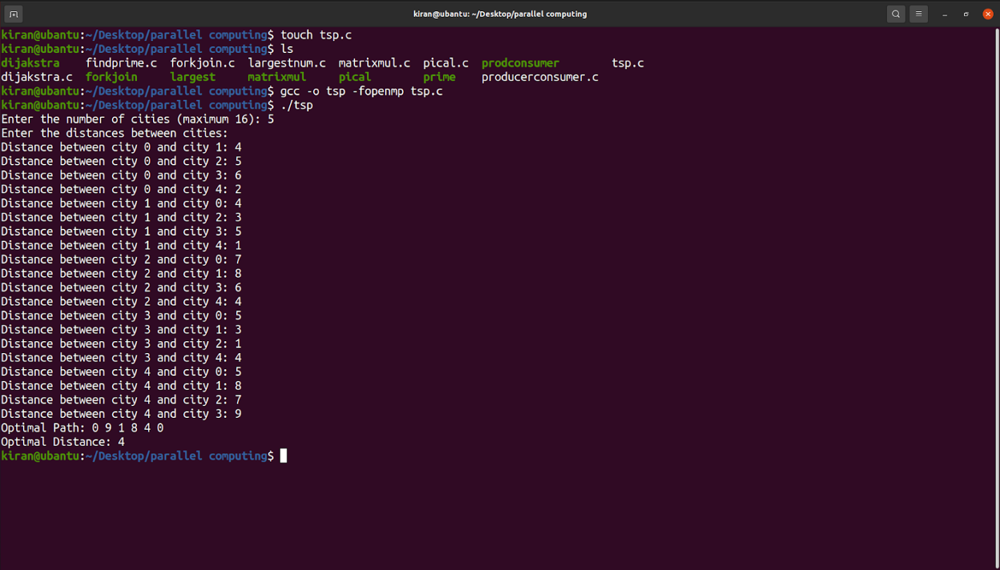 kiran@ubuntu: ~/Desktop/parallel computing
kiran@ubuntu:~/Desktop/parallel computing$ touch tsp.c
kiran@ubuntu:~/Desktop/parallel computing$ ls
dijakstra findprime.c forkjoin.c largestnum.c matrixmul.c pical.c prodconsumer tsp.c
dijakstra.c forkjoin largest matrixmul pical prime producerconsumer.c
kiran@ubuntu:~/Desktop/parallel computing$ gcc -o tsp -fopenmp tsp.c
kiran@ubuntu:~/Desktop/parallel computing$ ./tsp
Enter the number of cities (maximum 16): 5
Enter the distances between cities:
Distance between city 0 and city 1: 4
Distance between city 0 and city 2: 5
Distance between city 0 and city 3: 6
Distance between city 0 and city 4: 2
Distance between city 1 and city 0: 4
Distance between city 1 and city 2: 3
Distance between city 1 and city 3: 5
Distance between city 1 and city 4: 1
Distance between city 2 and city 0: 7
Distance between city 2 and city 1: 8
Distance between city 2 and city 3: 6
Distance between city 2 and city 4: 4
Distance between city 3 and city 0: 5
Distance between city 3 and city 1: 3
Distance between city 3 and city 2: 1
Distance between city 3 and city 4: 4
Distance between city 4 and city 0: 5
Distance between city 4 and city 1: 8
Distance between city 4 and city 2: 7
Distance between city 4 and city 3: 9
Optimal Path: 0 9 1 8 4 0
Optimal Distance: 4
kiran@ubuntu:~/Desktop/parallel computing$